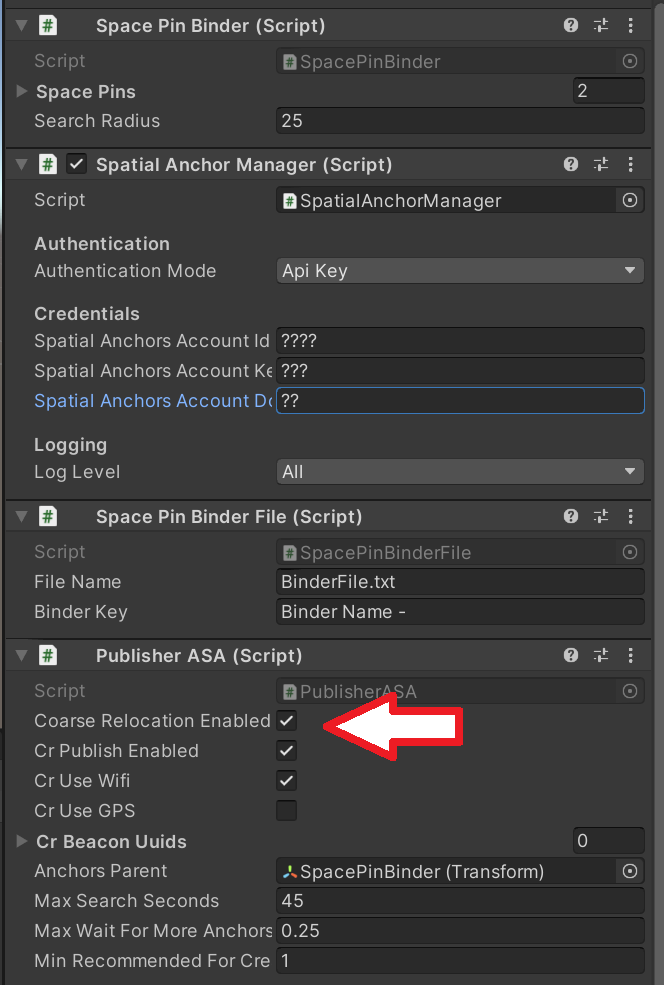 Space Pin Binder (Script)
Script SpacePinBinder
Space Pins 2
Search Radius 25
Spatial Anchor Manager (Script)
Script SpatialAnchorManager
Authentication
Authentication Mode Api Key
Credentials
Spatial Anchors Account Id ????
Spatial Anchors Account Ke ???
Spatial Anchors Account Do ??
Logging
Log Level All
Space Pin Binder File (Script)
Script SpacePinBinderFile
File Name BinderFile.txt
Binder Key Binder Name -
Publisher ASA (Script)
Script PublisherASA
Coarse Relocation Enabled
Cr Publish Enabled
Cr Use Wifi
Cr Use GPS
Cr Beacon Uuids 0
Anchors Parent SpacePinBinder (Transform)
Max Search Seconds 45
Max Wait For More Anchors 0.25
Min Recommended For Cre 1